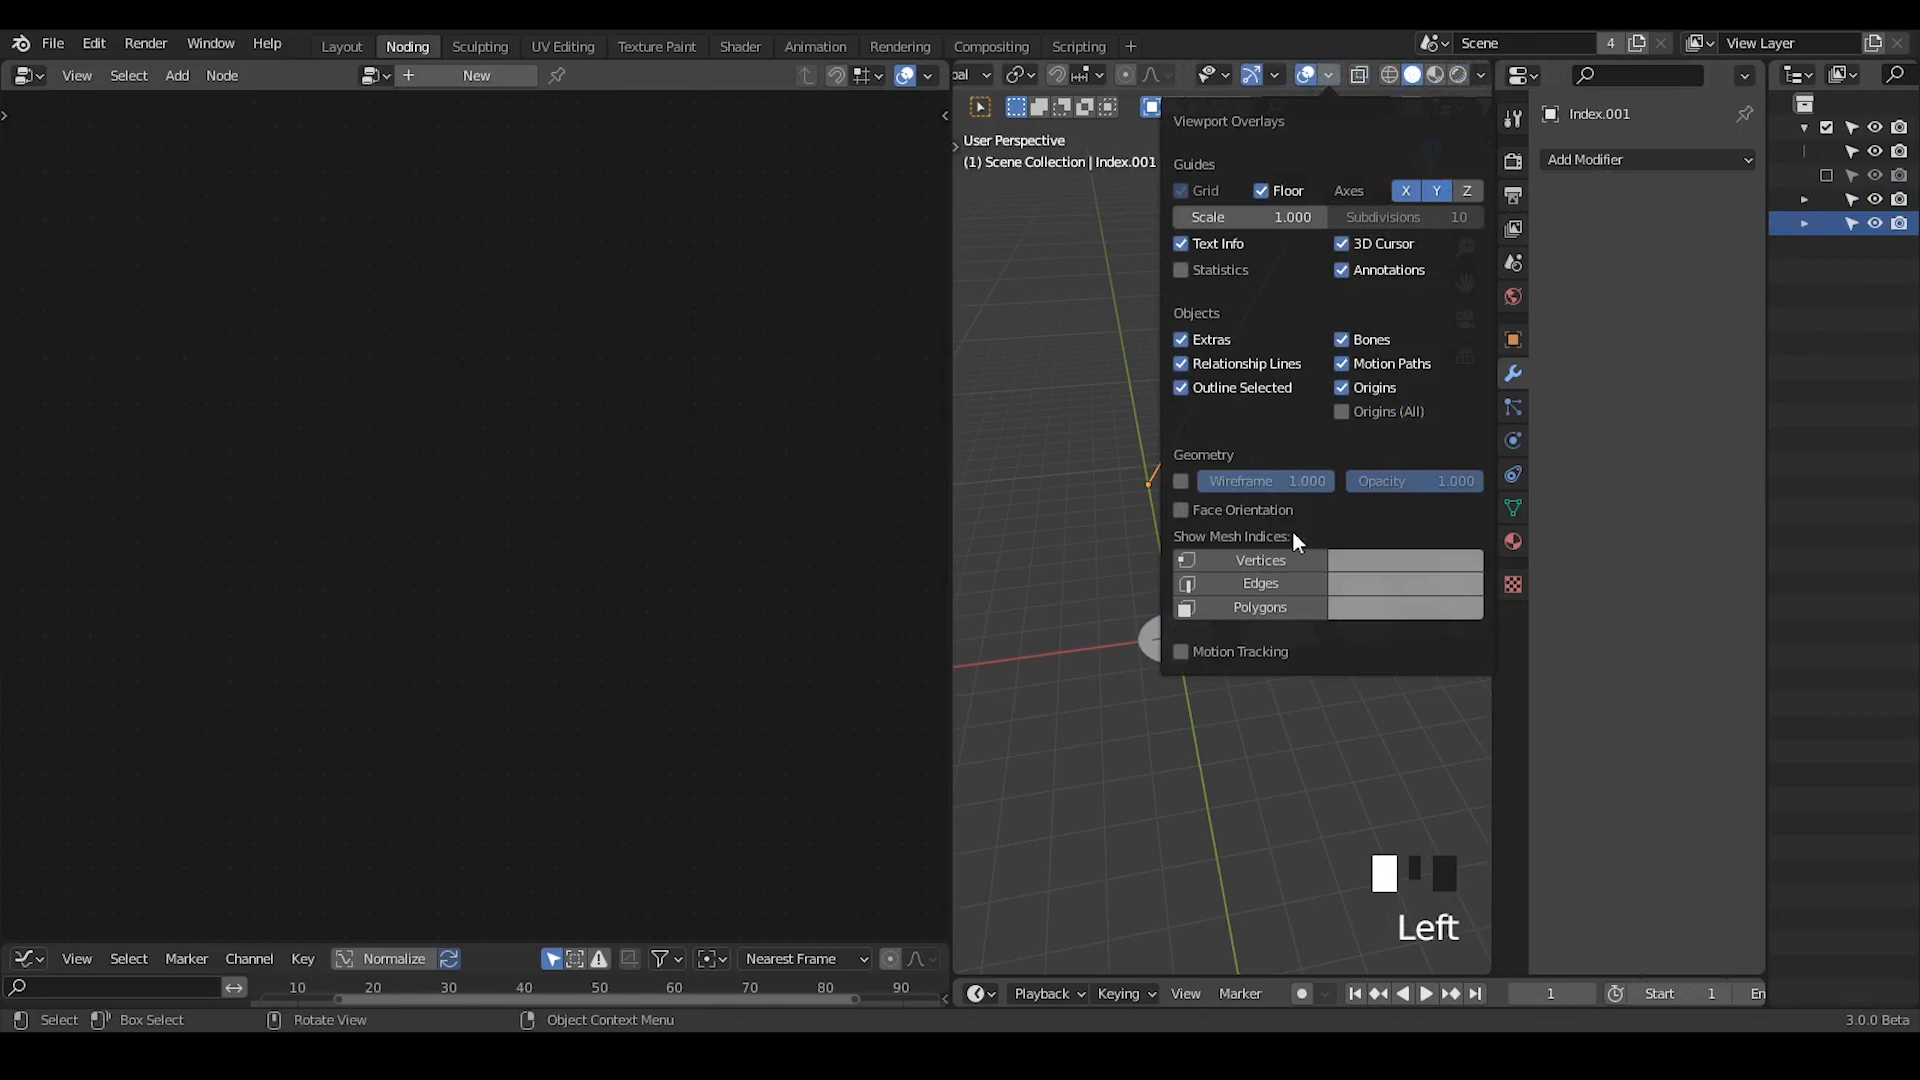 File Edit Render Window Help Layout Noding Sculpting UV Editing Texture Paint Shader Animation Rendering Compositing Scripting + Scene 4 View Layer
View Select Add Node + New
User Perspective
(1) Scene Collection | Index.001
Viewport Overlays
Guides
Grid Floor Axes X Y Z
Scale 1.000 Subdivisions 10
Text Info 3D Cursor
Statistics Annotations
Objects
Extras Bones
Relationship Lines Motion Paths
Outline Selected Origins
Origins (All)
Geometry
Wireframe 1.000 Opacity 1.000
Face Orientation
Show Mesh Indices:
Vertices
Edges
Polygons
Motion Tracking
Index.001
Add Modifier
Left
View Select Marker Channel Key Normalize Nearest Frame
10 20 30 40 50 60 70 80 90
Playback Keying View Marker 1 Start 1
Select Box Select Rotate View Object Context Menu 3.0.0 Beta